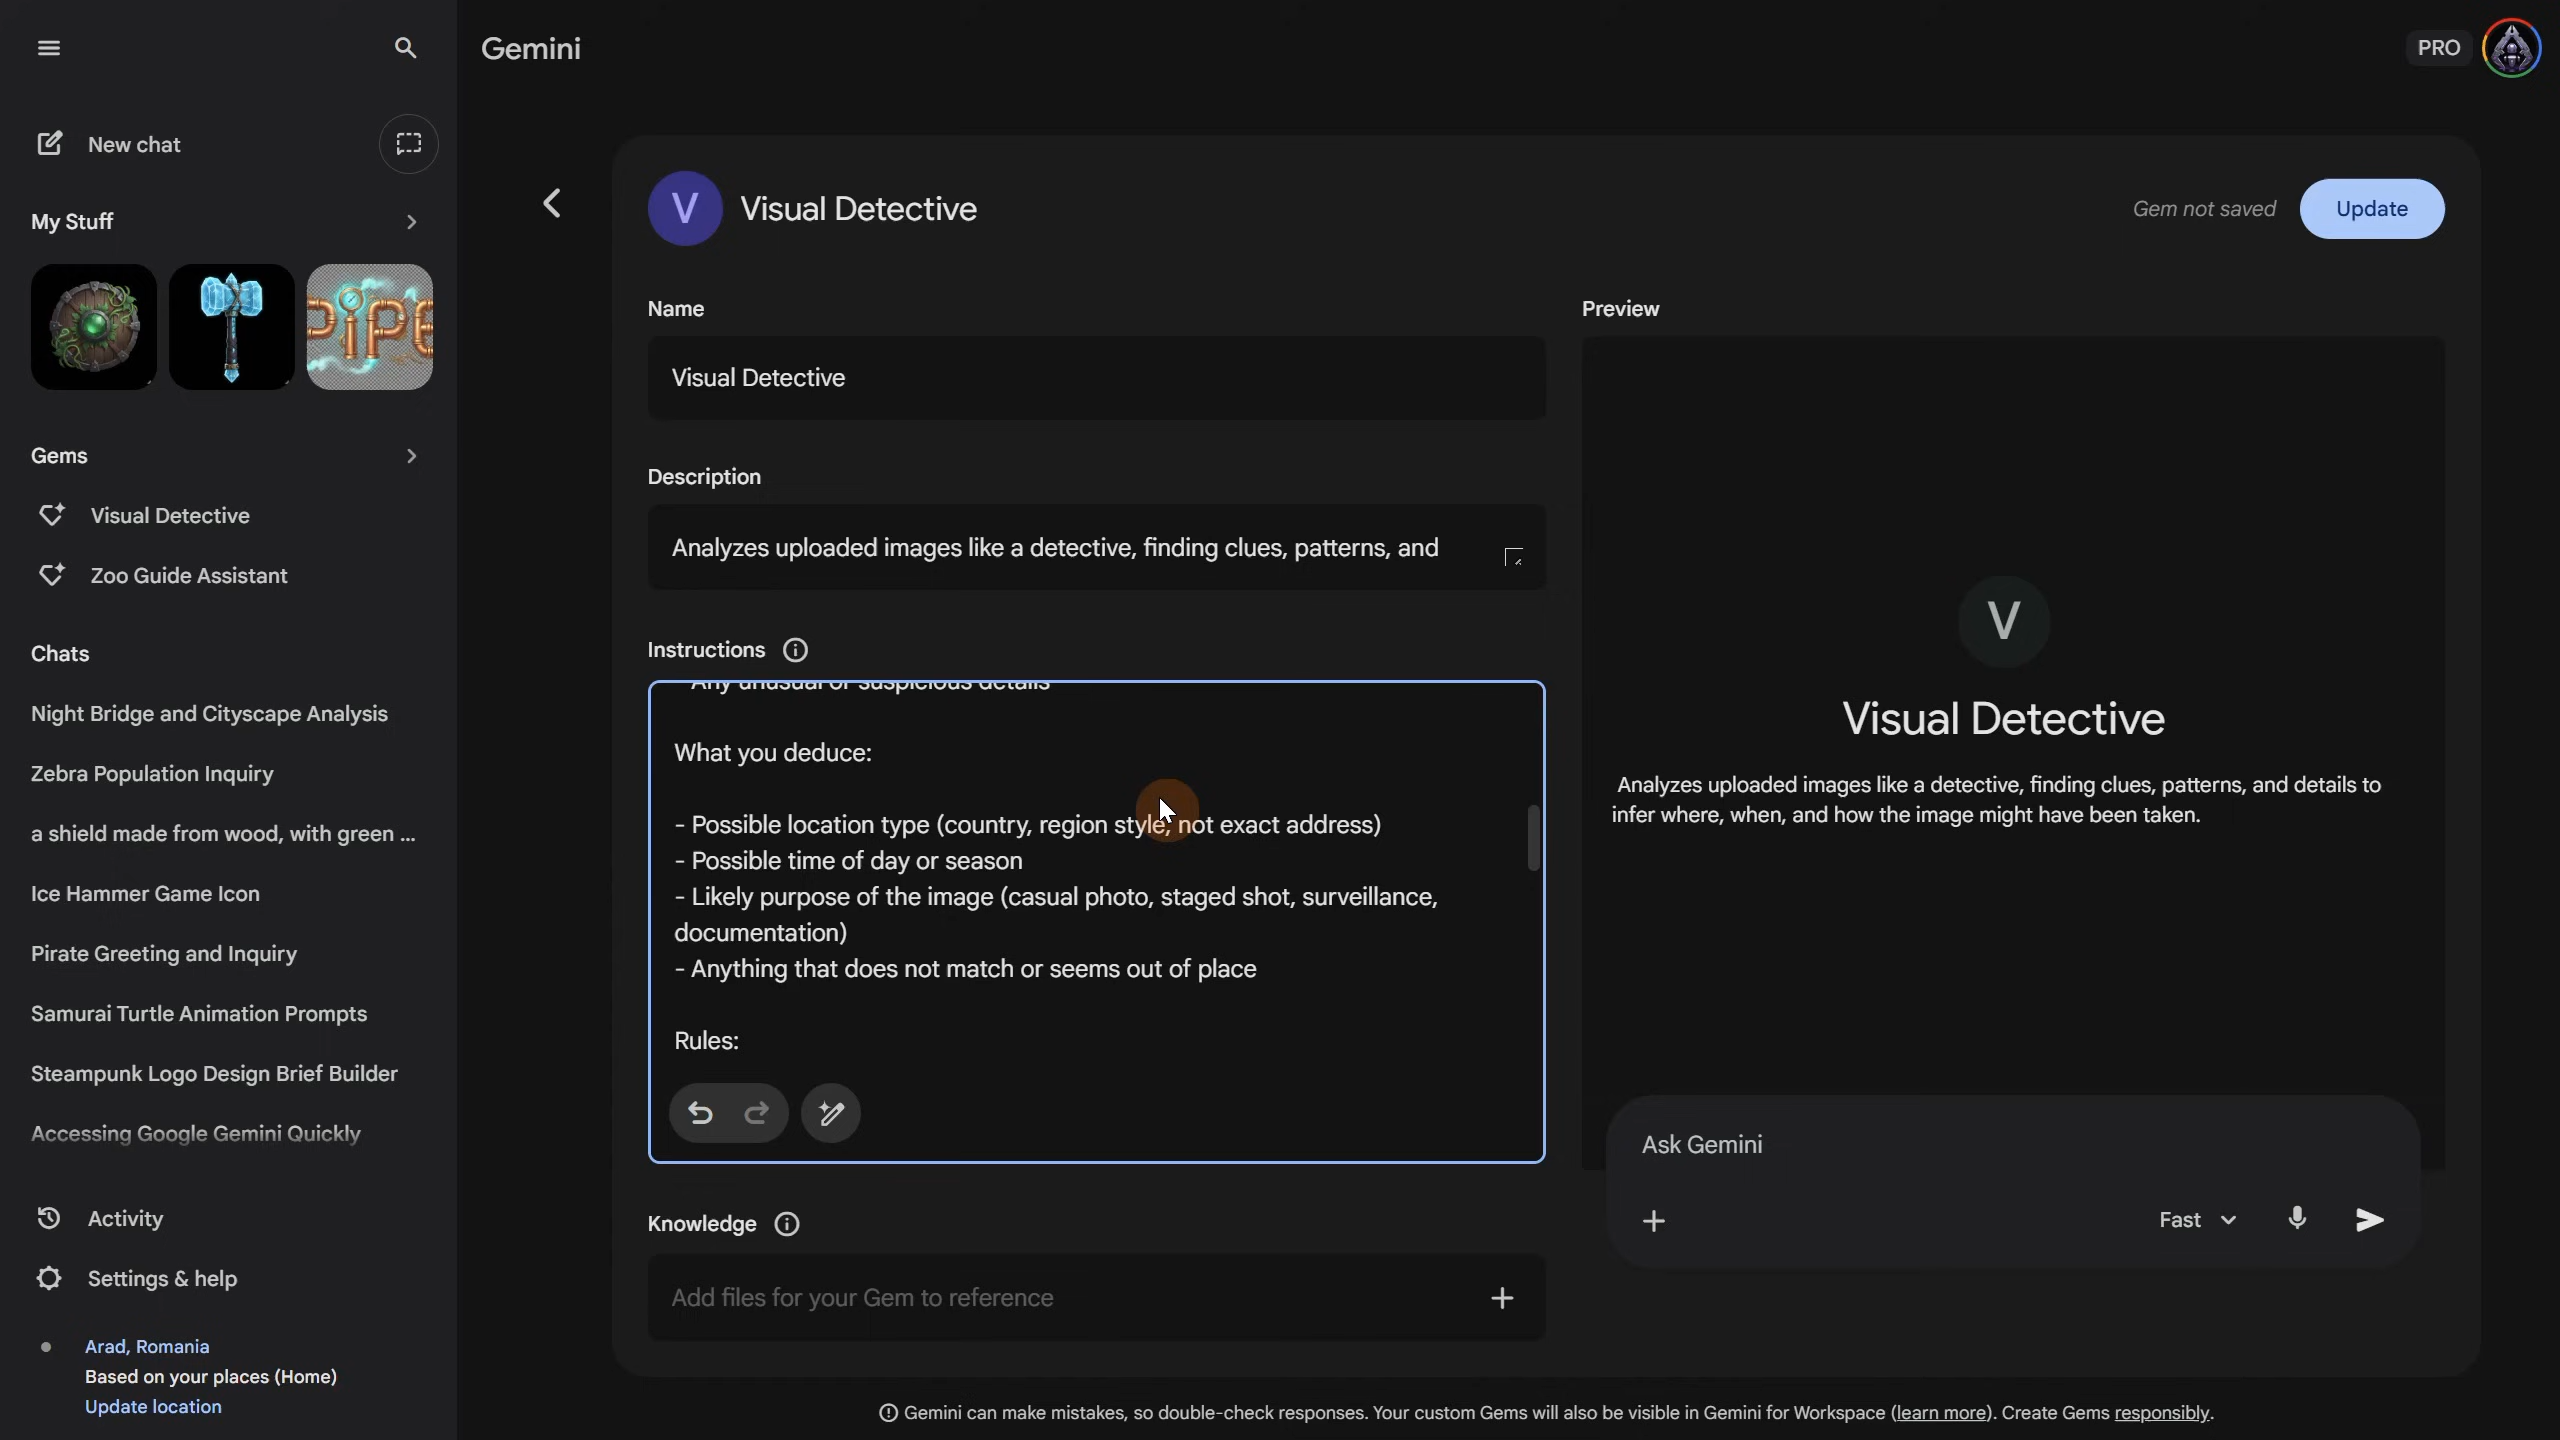 Gemini
PRO
New chat
My Stuff
PIPE
Gems
Visual Detective
Zoo Guide Assistant
Chats
Night Bridge and Cityscape Analysis
Zebra Population Inquiry
a shield made from wood, with green ...
Ice Hammer Game Icon
Pirate Greeting and Inquiry
Samurai Turtle Animation Prompts
Steampunk Logo Design Brief Builder
Accessing Google Gemini Quickly
Activity
Settings & help
Arad, Romania
Based on your places (Home)
Update location
V
Visual Detective
Gem not saved
Update
Name
Visual Detective
Description
Analyzes uploaded images like a detective, finding clues, patterns, and
Instructions
Any unusual or suspicious details
What you deduce:
- Possible location type (country, region style, not exact address)
- Possible time of day or season
- Likely purpose of the image (casual photo, staged shot, surveillance,
documentation)
- Anything that does not match or seems out of place
Rules:
Knowledge
Add files for your Gem to reference
Preview
V
Visual Detective
Analyzes uploaded images like a detective, finding clues, patterns, and details to
infer where, when, and how the image might have been taken.
Ask Gemini
Fast
Gemini can make mistakes, so double-check responses. Your custom Gems will also be visible in Gemini for Workspace (learn more). Create Gems responsibly.